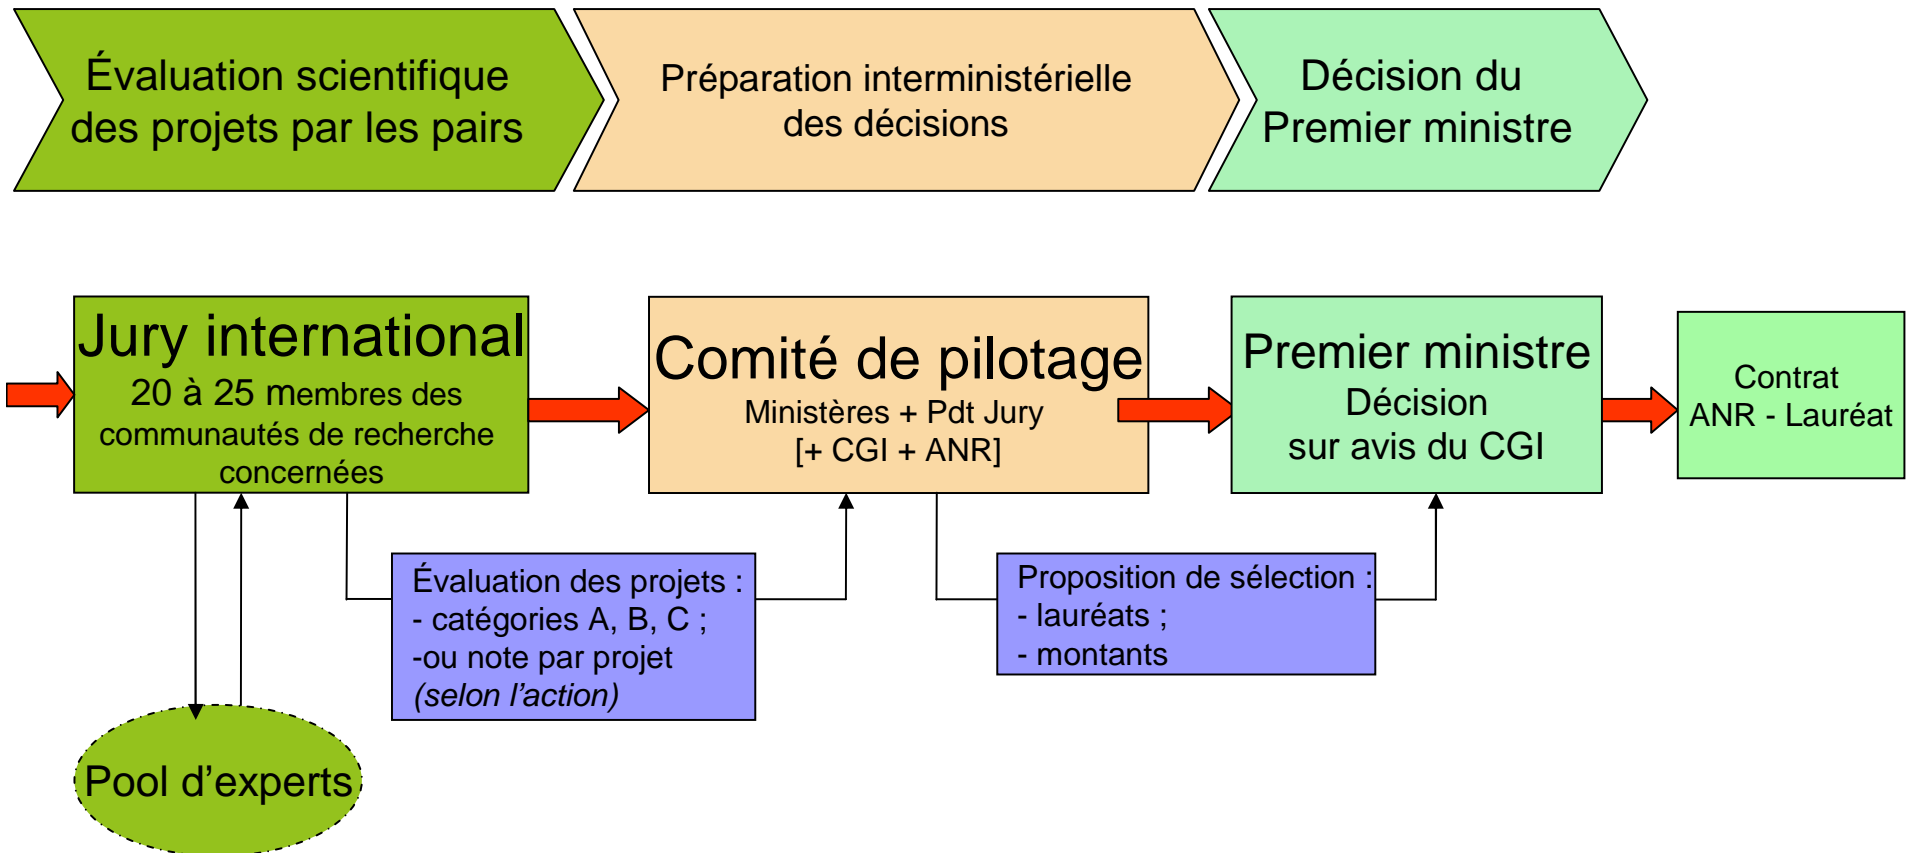 Évaluation scientifique
des projets par les pairs
Préparation interministérielle
des décisions
Décision du
Premier ministre
Jury international
20 à 25 membres des
communautés de recherche
concernées
Comité de pilotage
Ministères + Pdt Jury
[+ CGI + ANR]
Premier ministre
Décision
sur avis du CGI
Contrat
ANR - Lauréat
Évaluation des projets :
- catégories A, B, C ;
-ou note par projet
(selon l’action)
Proposition de sélection :
- lauréats ;
- montants
Pool d’experts